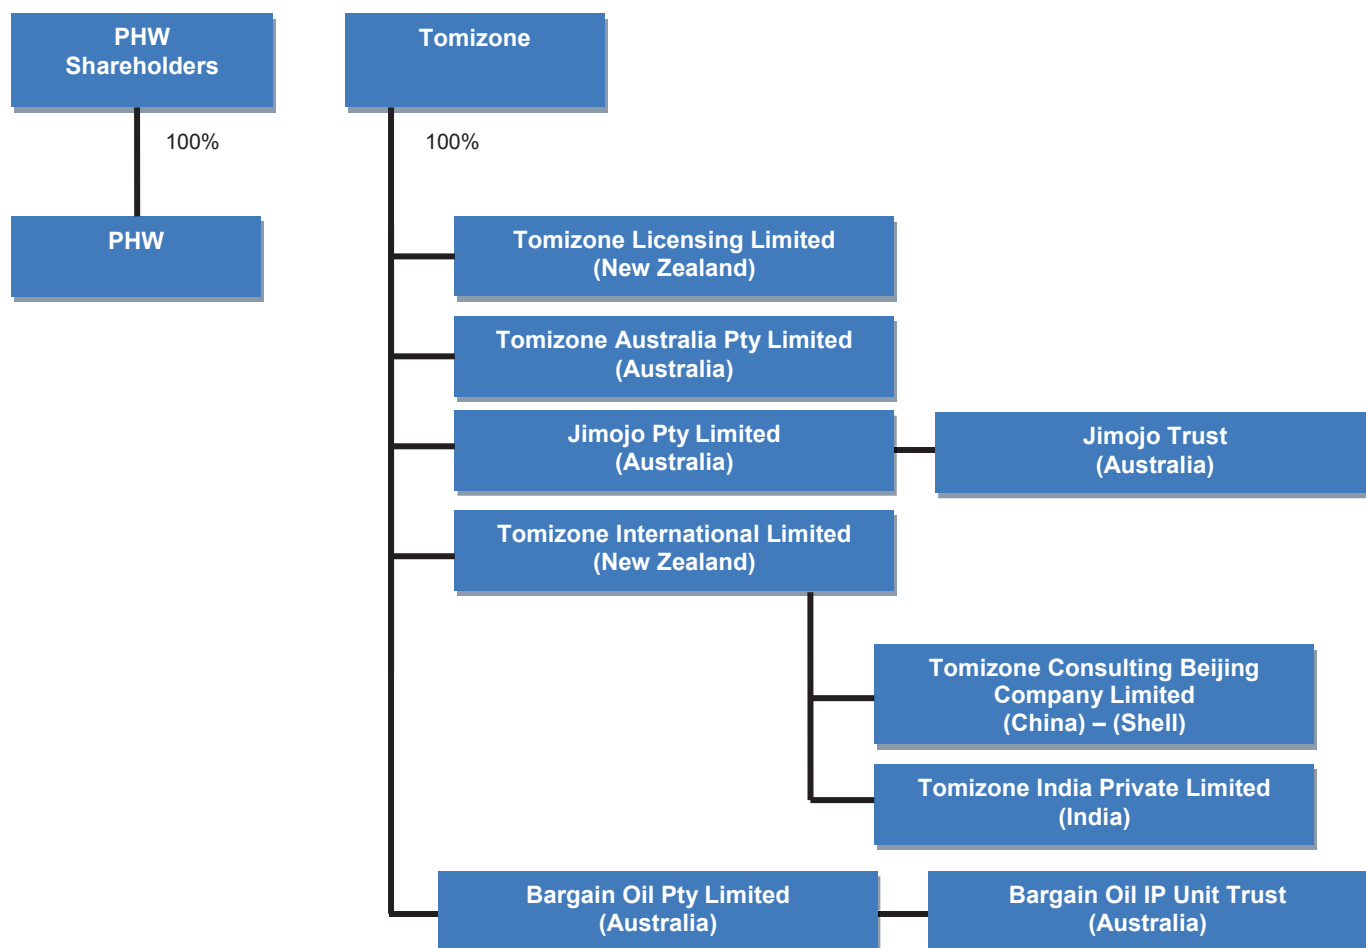 PHW
Shareholders
Tomizone
100%
100%
PHW
Tomizone Licensing Limited
(New Zealand)
Tomizone Australia Pty Limited
(Australia)
Jimojo Pty Limited
(Australia)
Jimojo Trust
(Australia)
Tomizone International Limited
(New Zealand)
Tomizone Consulting Beijing
Company Limited
(China) – (Shell)
Tomizone India Private Limited
(India)
Bargain Oil Pty Limited
(Australia)
Bargain Oil IP Unit Trust
(Australia)